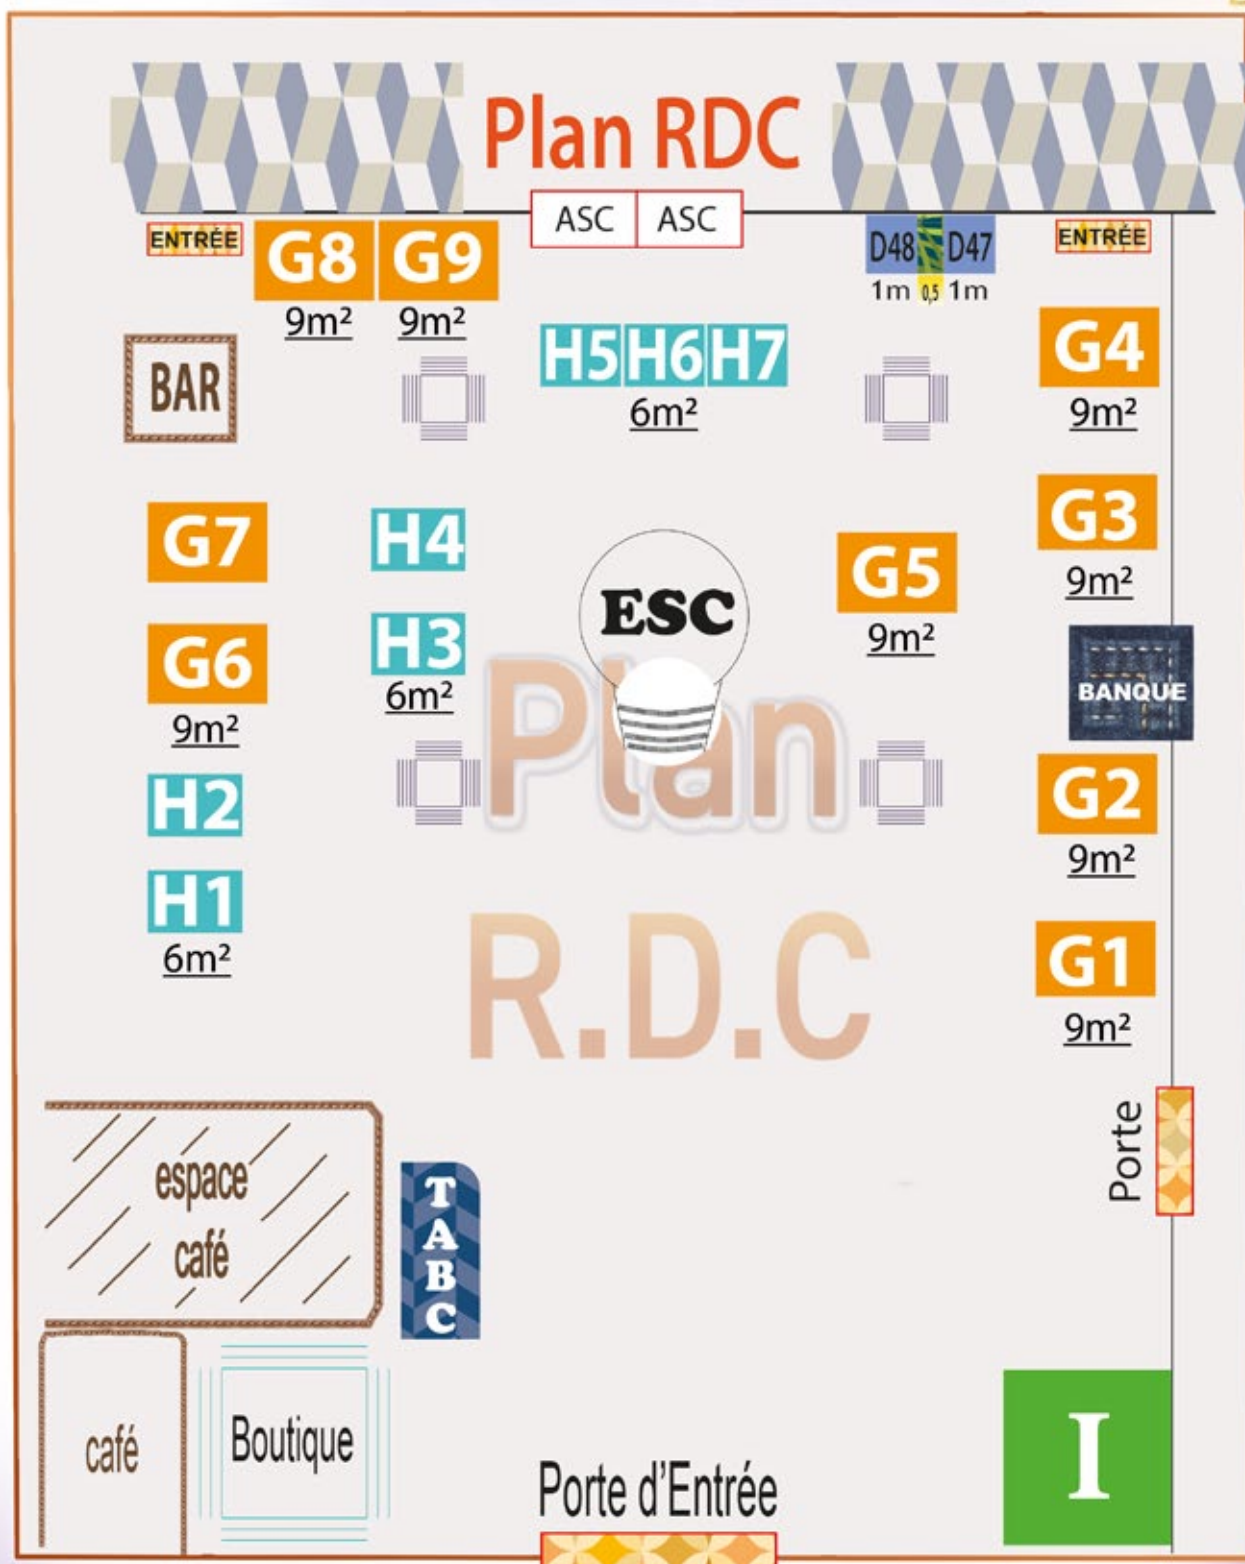 Plan RDC
ASC ASC
ENTRÉE
G8 G9
9m² 9m²
D48 D47
1m 0,5 1m
ENTRÉE
BAR
H5 H6 H7
6m²
G4
9m²
G7
H4
ESC
G5
9m²
G3
9m²
G6
9m²
H3
6m²
BANQUE
Plan
R.D.C
H2
H1
6m²
G2
9m²
G1
9m²
Porte
espace
café
TABC
café
Boutique
Porte d'Entrée
I